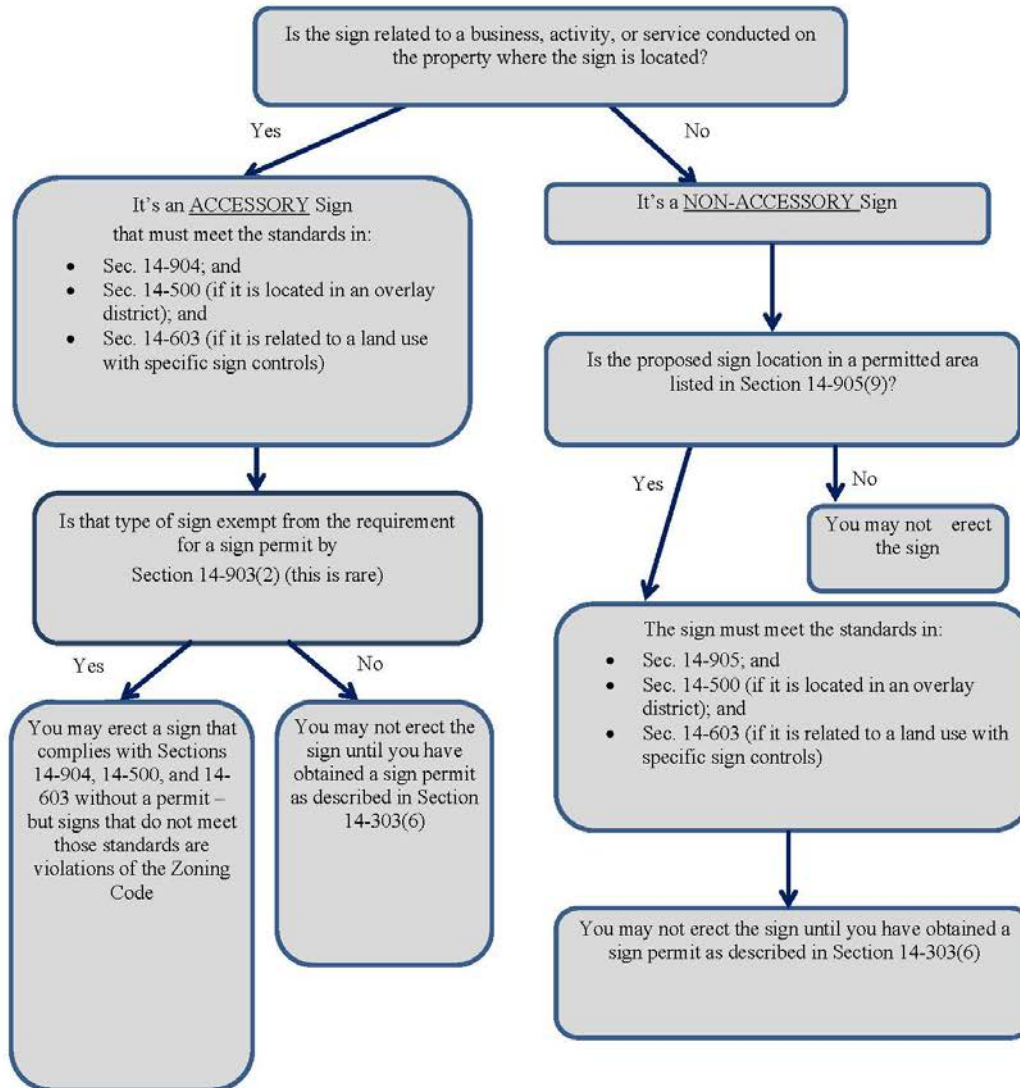 Is the sign related to a business, activity, or service conducted on
the property where the sign is located?
Yes
No
It's an ACCESSORY Sign
that must meet the standards in:
• Sec. 14-904; and
• Sec. 14-500 (if it is located in an overlay
district); and
• Sec. 14-603 (if it is related to a land use
with specific sign controls)
It's a NON-ACCESSORY Sign
Is the proposed sign location in a permitted area
listed in Section 14-905(9)?
Yes
No
You may not erect
the sign
Is that type of sign exempt from the requirement
for a sign permit by
Section 14-903(2) (this is rare)
Yes
No
You may erect a sign that
complies with Sections
14-904, 14-500, and 14-
603 without a permit –
but signs that do not meet
those standards are
violations of the Zoning
Code
You may not erect the
sign until you have
obtained a sign permit
as described in Section
14-303(6)
The sign must meet the standards in:
• Sec. 14-905; and
• Sec. 14-500 (if it is located in an overlay
district); and
• Sec. 14-603 (if it is related to a land use with
specific sign controls)
You may not erect the sign until you have obtained a
sign permit as described in Section 14-303(6)